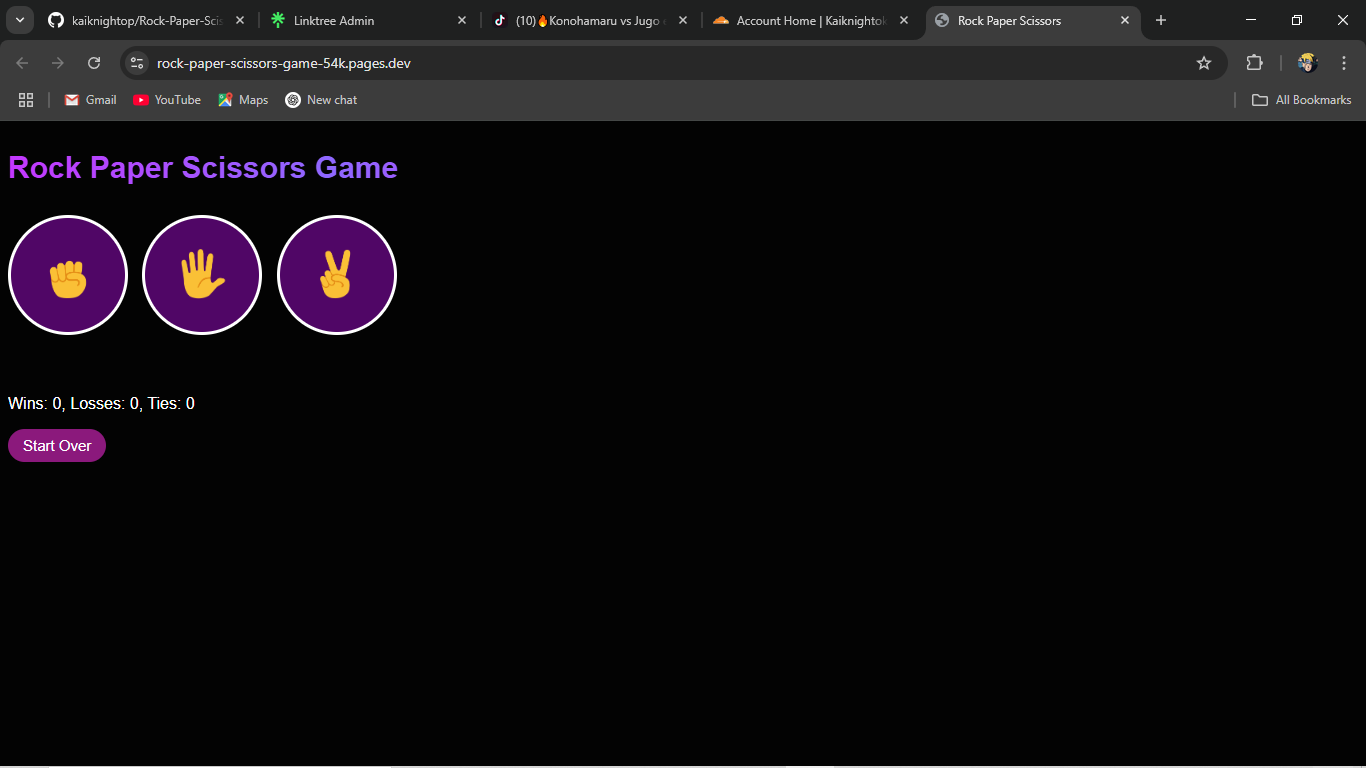 kaiknightop/Rock-Paper-Scis
Linktree Admin
(10)🔥Konohamaru vs Jugo
Account Home | Kaiknightok
Rock Paper Scissors
rock-paper-scissors-game-54k.pages.dev
Gmail
YouTube
Maps
New chat
All Bookmarks
Rock Paper Scissors Game
Wins: 0, Losses: 0, Ties: 0
Start Over